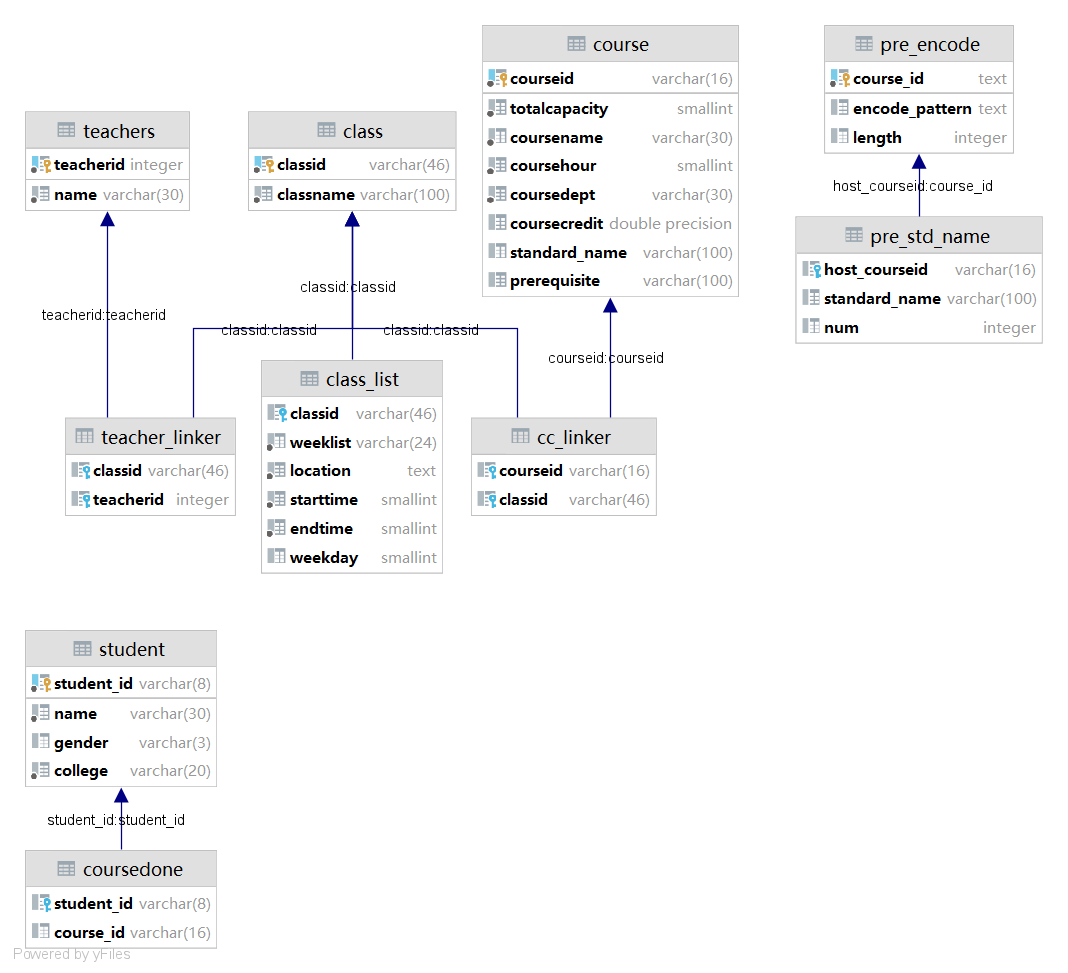 course
courseid varchar(16)
totalcapacity smallint
coursename varchar(30)
coursehour smallint
coursedept varchar(30)
coursecredit double precision
standard_name varchar(100)
prerequisite varchar(100)
pre_encode
course_id text
encode_pattern text
length integer
host_courseid:course_id
pre_std_name
host_courseid varchar(16)
standard_name varchar(100)
num integer
teachers
teacherid integer
name varchar(30)
class
classid varchar(46)
classname varchar(100)
teacherid:teacherid
classid:classid
classid:classid
classid:classid
courseid:courseid
teacher_linker
classid varchar(46)
teacherid integer
class_list
classid varchar(46)
weeklist varchar(24)
location text
starttime smallint
endtime smallint
weekday smallint
cc_linker
courseid varchar(16)
classid varchar(46)
student
student_id varchar(8)
name varchar(30)
gender varchar(3)
college varchar(20)
student_id:student_id
coursedone
student_id varchar(8)
course_id varchar(16)
Powered by yFiles